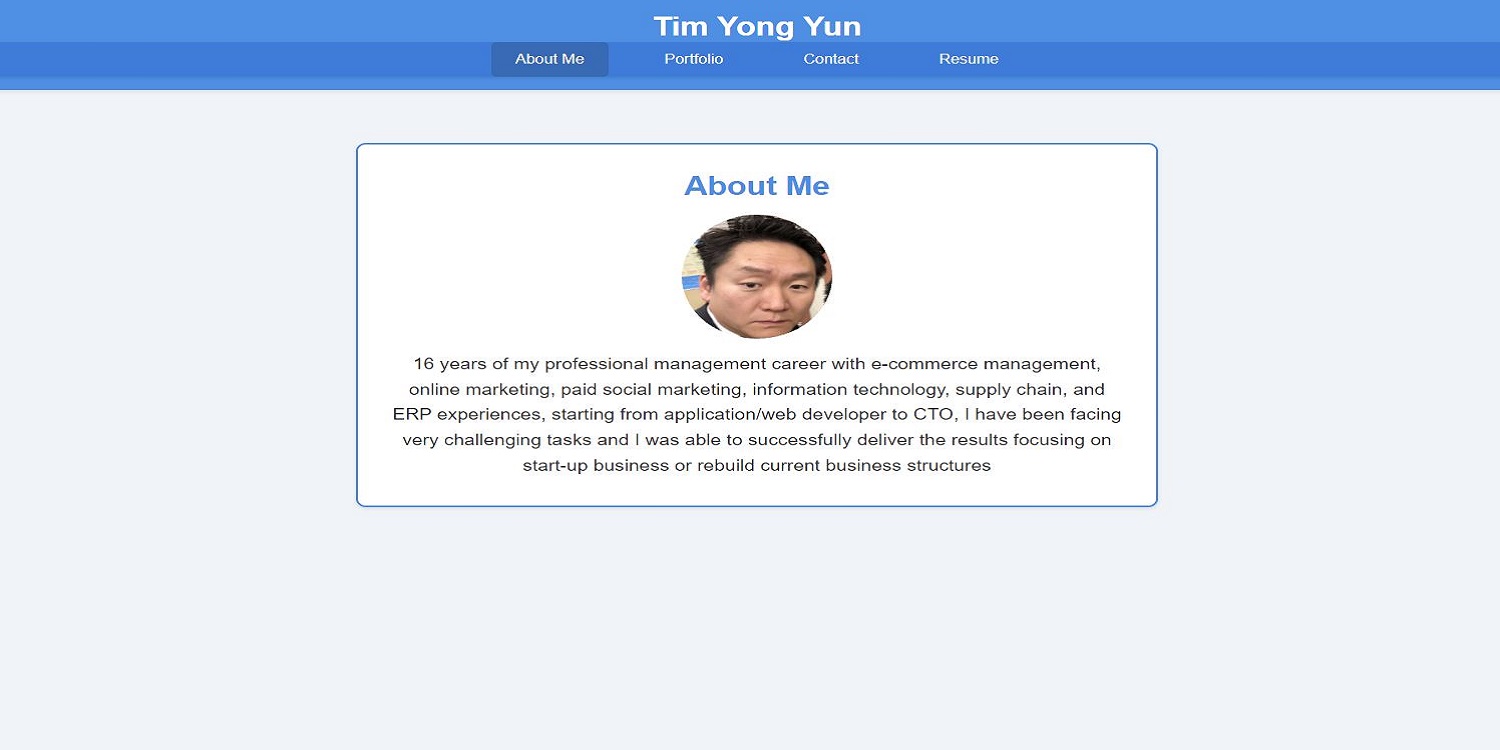 Tim Yong Yun
About Me Portfolio Contact Resume
About Me
16 years of my professional management career with e-commerce management,
online marketing, paid social marketing, information technology, supply chain, and
ERP experiences, starting from application/web developer to CTO, I have been facing
very challenging tasks and I was able to successfully deliver the results focusing on
start-up business or rebuild current business structures